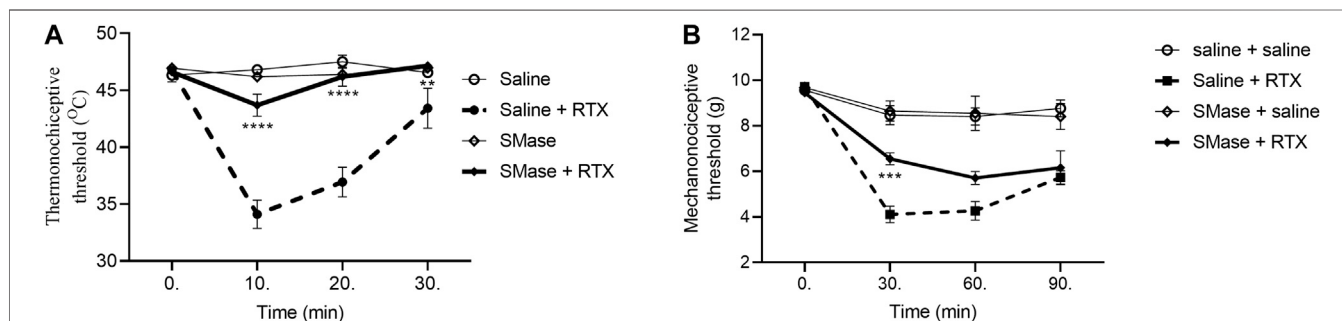 A
Thermonochiceptive
threshold (°C)
50
45
40
35
30
****
****
**
0.
10.
20.
30.
Time (min)
Saline
Saline + RTX
SMase
SMase + RTX
B
Mechanonociceptive
threshold (g)
12
10
8
6
4
2
***
0.
30.
60.
90.
Time (min)
saline + saline
Saline + RTX
SMase + saline
SMase + RTX